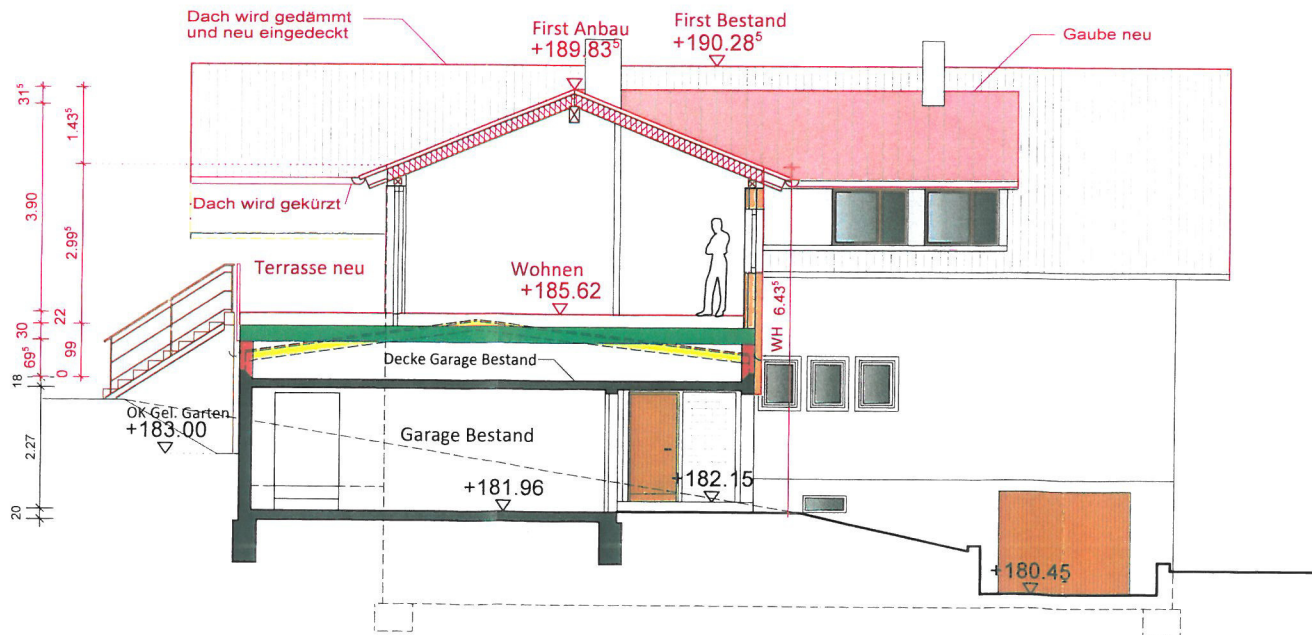 Dach wird gedämmt
und neu eingedeckt
First Anbau
+189.83⁵
First Bestand
+190.28⁵
Gaube neu
31⁵
1.43⁵
3.90
2.99⁵
Dach wird gekürzt
Terrasse neu
Wohnen
+185.62
WH 6.43⁵
22
30
99
69⁵
0
18
Decke Garage Bestand
OK Gel. Garten
+183.00
Garage Bestand
2.27
+181.96
+182.15
20
+180.45